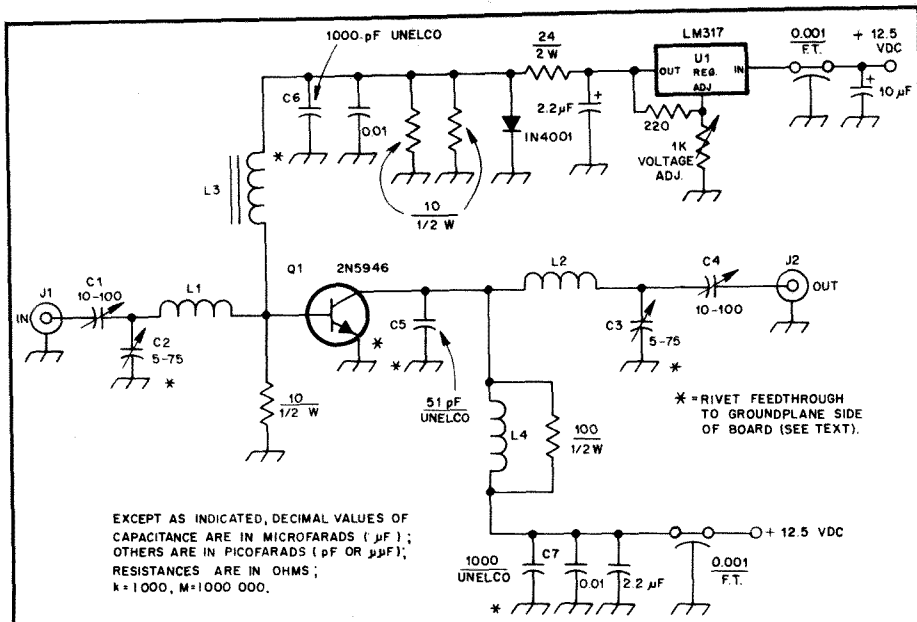 1000-pF UNELCO
C6
0.01
10
1/2 W
IN4001
24
2 W
2.2µF
+
LM317
U1
OUT REG. IN
ADJ
220
1K
VOLTAGE
ADJ.
0.001
F.T.
+ 12.5
VDC
+
10 µF
L3
*
Q1
2N5946
J1
IN
C1
10-100
L1
C2
5-75
*
10
1/2 W
*
C5
*
51 pF
UNELCO
L2
C4
10-100
J2
OUT
C3
5-75
*
* = RIVET FEEDTHROUGH
TO GROUNDPLANE SIDE
OF BOARD (SEE TEXT).
L4
100
1/2W
EXCEPT AS INDICATED, DECIMAL VALUES OF
CAPACITANCE ARE IN MICROFARADS (µF);
OTHERS ARE IN PICOFARADS (pF OR µµF);
RESISTANCES ARE IN OHMS;
k=1000, M=1000 000.
1000
UNELCO
*
C7
0.01
2.2 µF
0.001
F.T.
+ 12.5 VDC